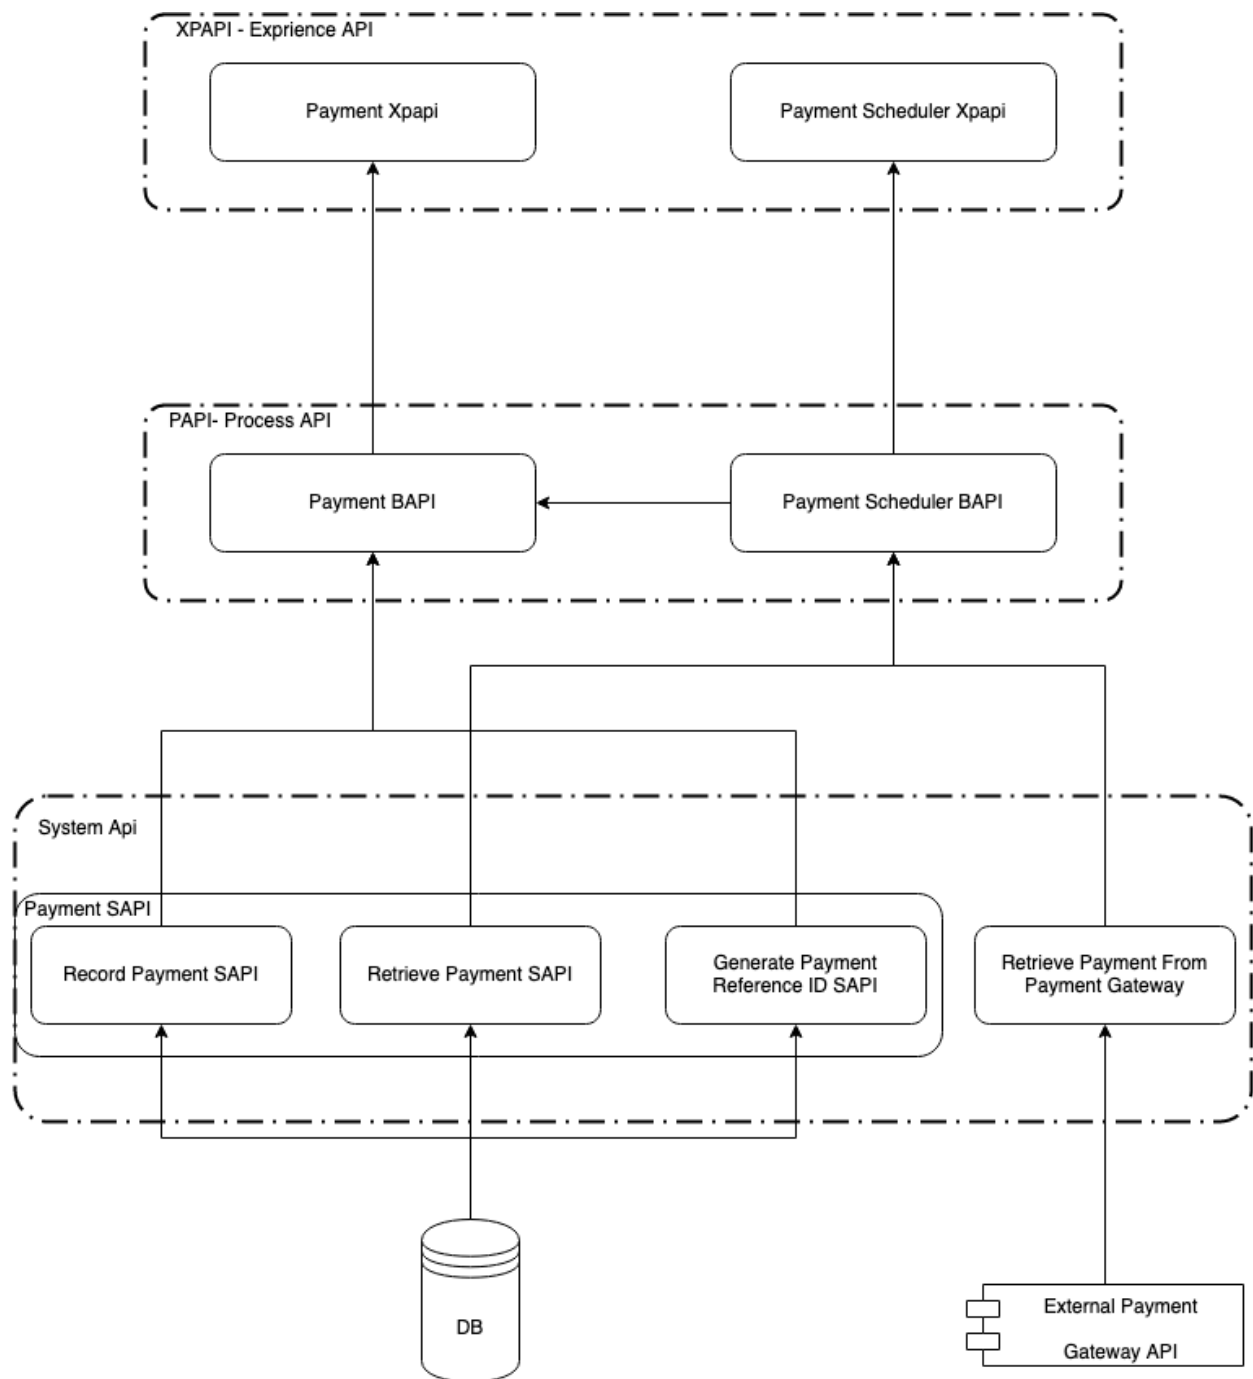 XPAPI - Exprience API
Payment Xpapi
Payment Scheduler Xpapi
PAPI- Process API
Payment BAPI
Payment Scheduler BAPI
System Api
Payment SAPI
Record Payment SAPI
Retrieve Payment SAPI
Generate Payment
Reference ID SAPI
Retrieve Payment From
Payment Gateway
DB
External Payment
Gateway API